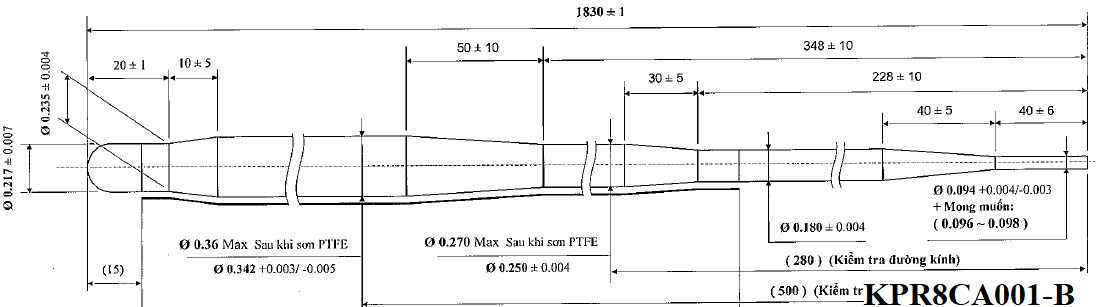 1830 ± 1
50 ± 10
348 ± 10
20 ± 1
10 ± 5
30 ± 5
228 ± 10
Ø 0.235 ± 0.004
40 ± 5
40 ± 6
Ø 0.217 ± 0.007
Ø 0.094 +0.004/-0.003
+ Mong muốn:
( 0.096 ~ 0.098 )
Ø 0.180 ± 0.004
Ø 0.36 Max Sau khi sơn PTFE
Ø 0.342 +0.003/ -0.005
Ø 0.270 Max Sau khi sơn PTFE
Ø 0.250 ± 0.004
(15)
( 280 ) (Kiểm tra đường kính)
( 500 ) (Kiểm tr
KPR8CA001-B